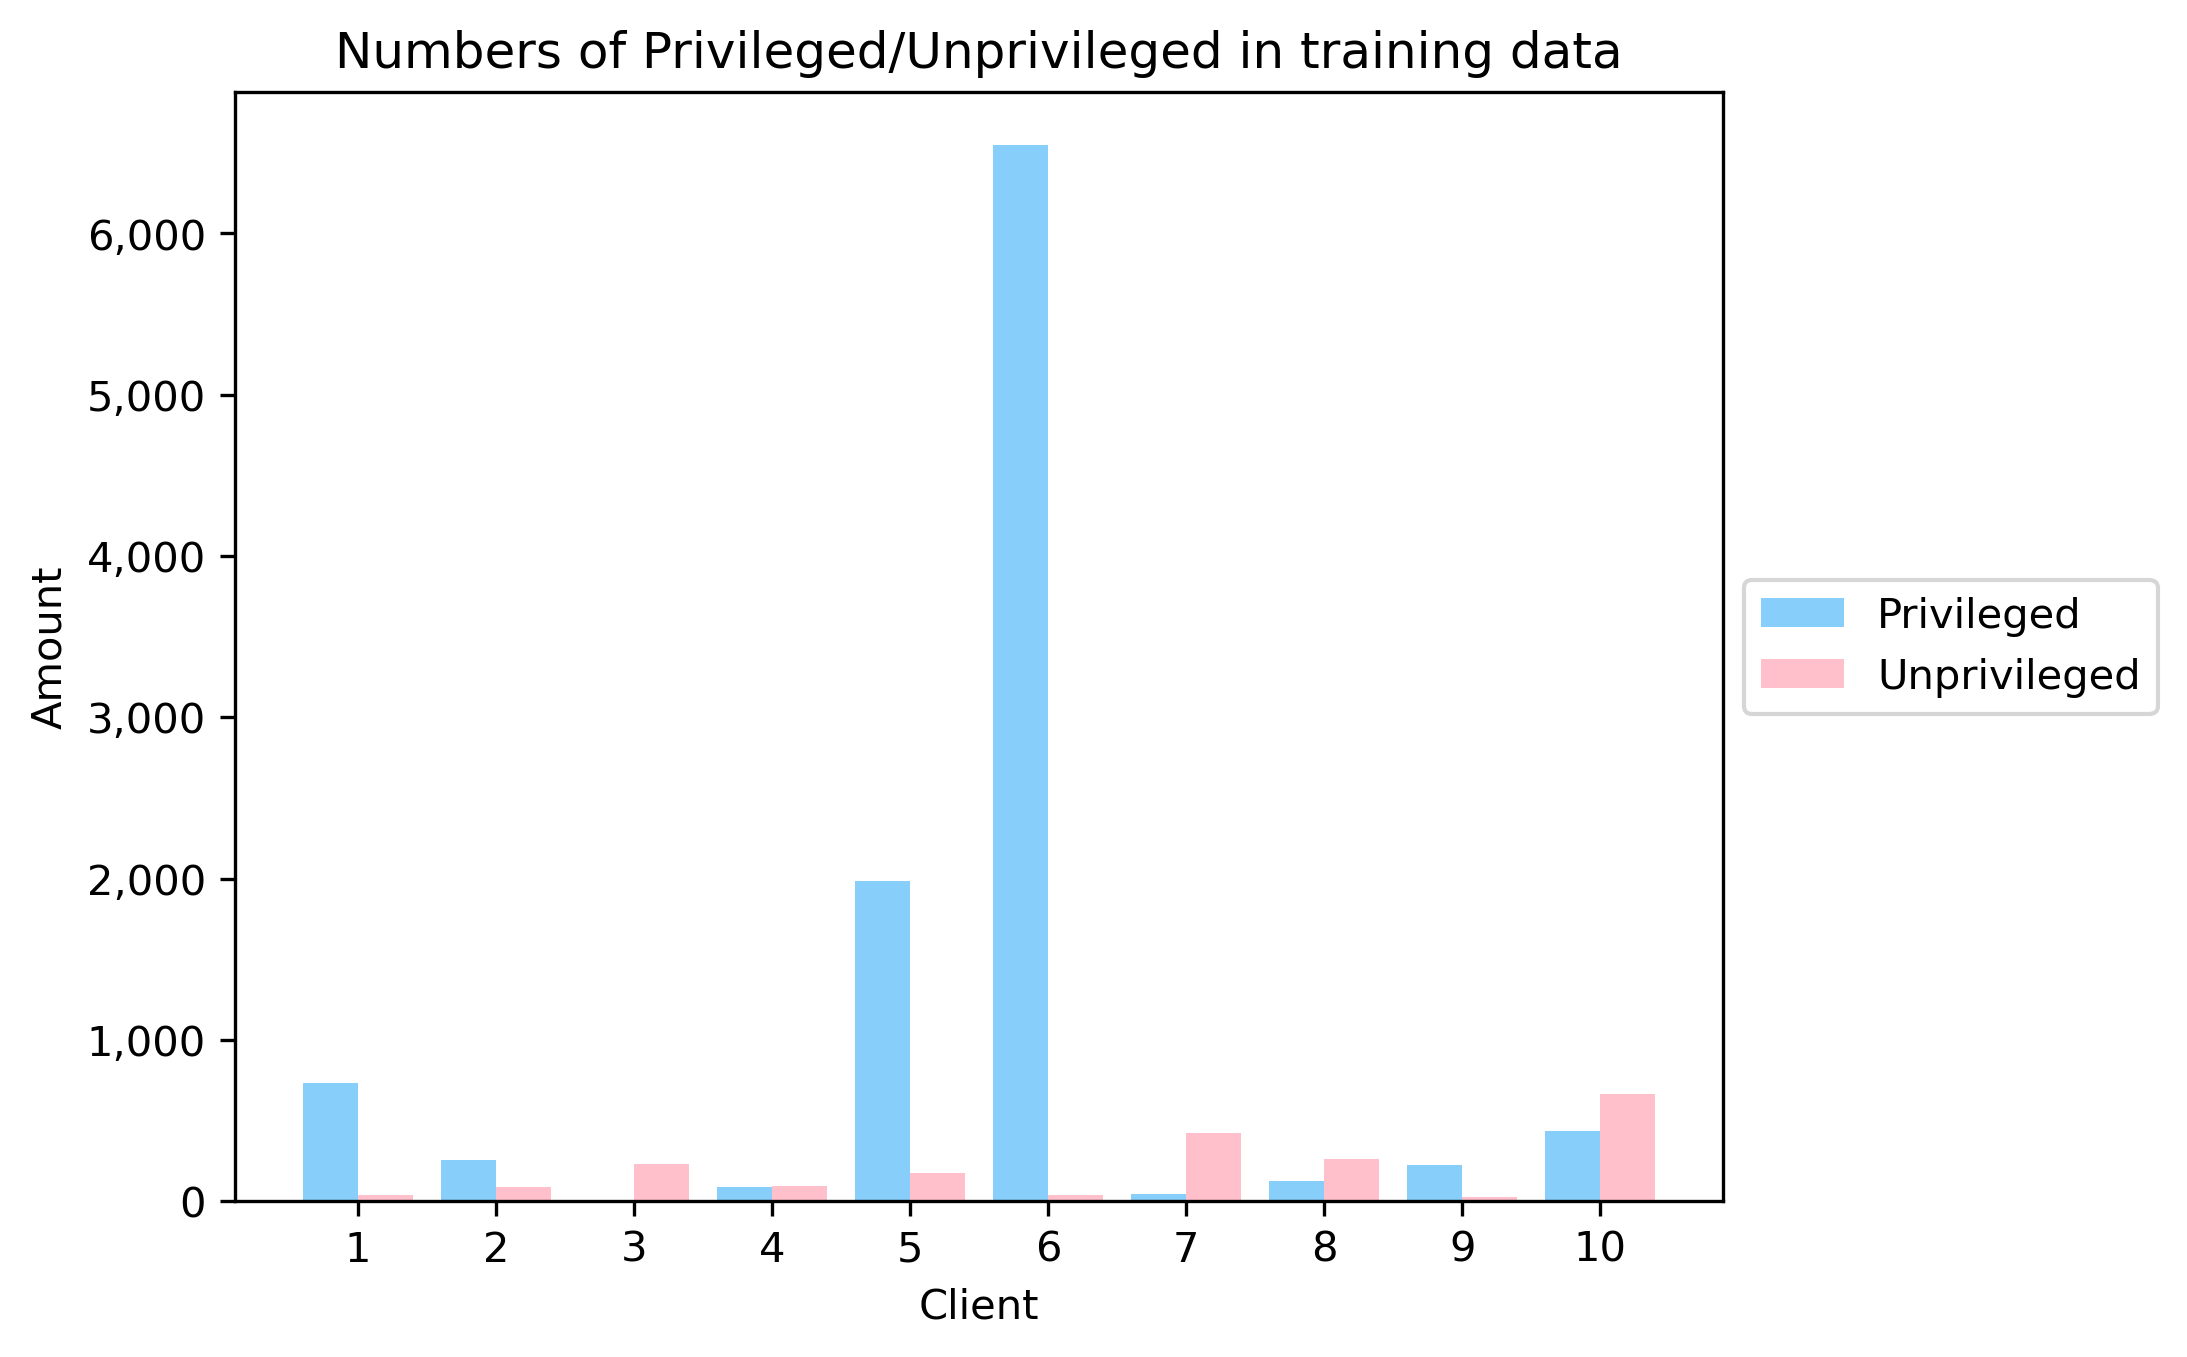 Numbers of Privileged/Unprivileged in training data
6,000
5,000
4,000
3,000
2,000
1,000
0
Amount
1 2 3 4 5 6 7 8 9 10
Client
Privileged
Unprivileged